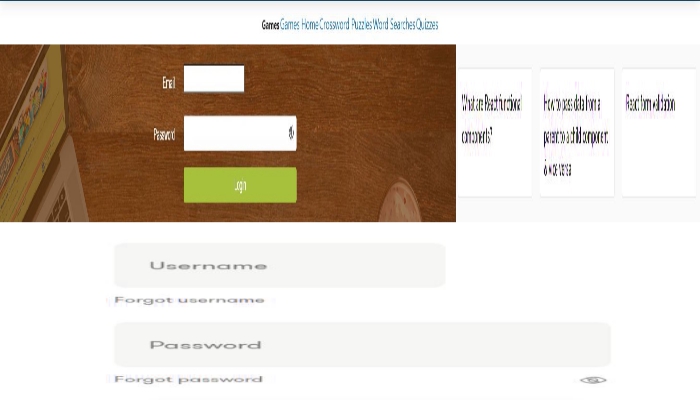 Games Games Home Crossword Puzzles Word Searches Quizzes
Email
Password
Login
What are React functional
components?
How to pass data from a
parent to a child component
& vice versa
React form validation
Username
Forgot username
Password
Forgot password